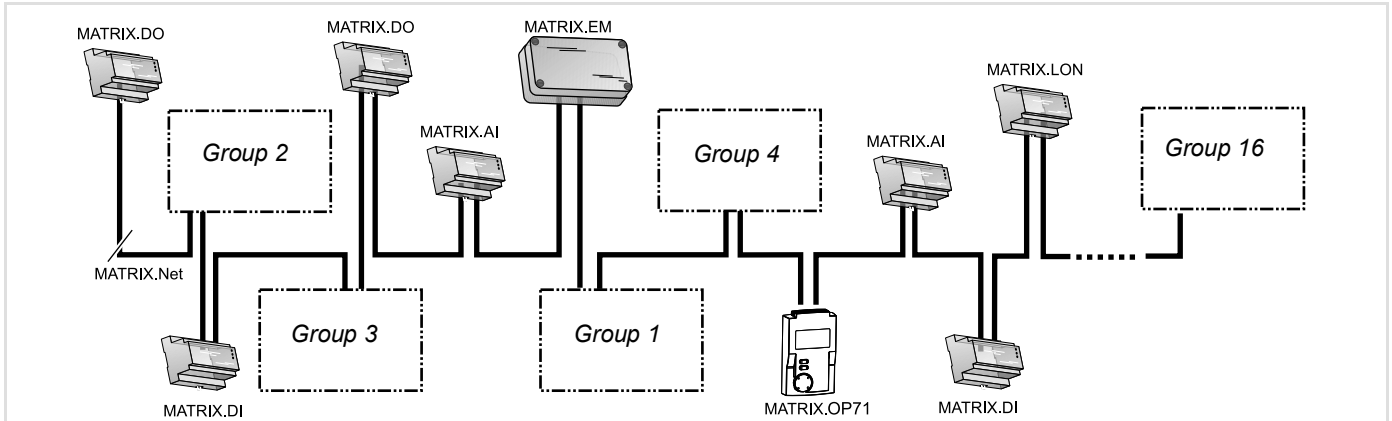 MATRIX.DO
MATRIX.DO
MATRIX.EM
MATRIX.LON
MATRIX.AI
MATRIX.AI
Group 2
Group 4
Group 16
MATRIX.Net
Group 3
Group 1
MATRIX.DI
MATRIX.OP71
MATRIX.DI